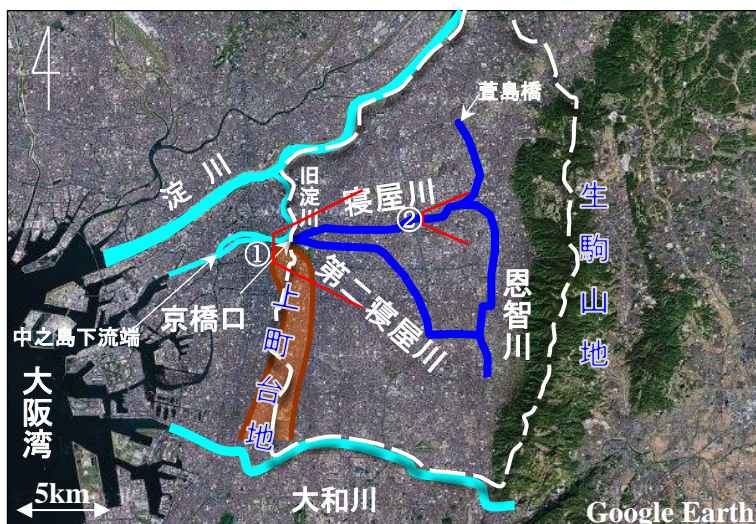 萱島橋
淀川
旧淀川
寝屋川
②
①
生駒山地
第二寝屋川
恩智川
京橋口
中之島下流端
上町台地
大阪湾
大和川
5km
Google Earth